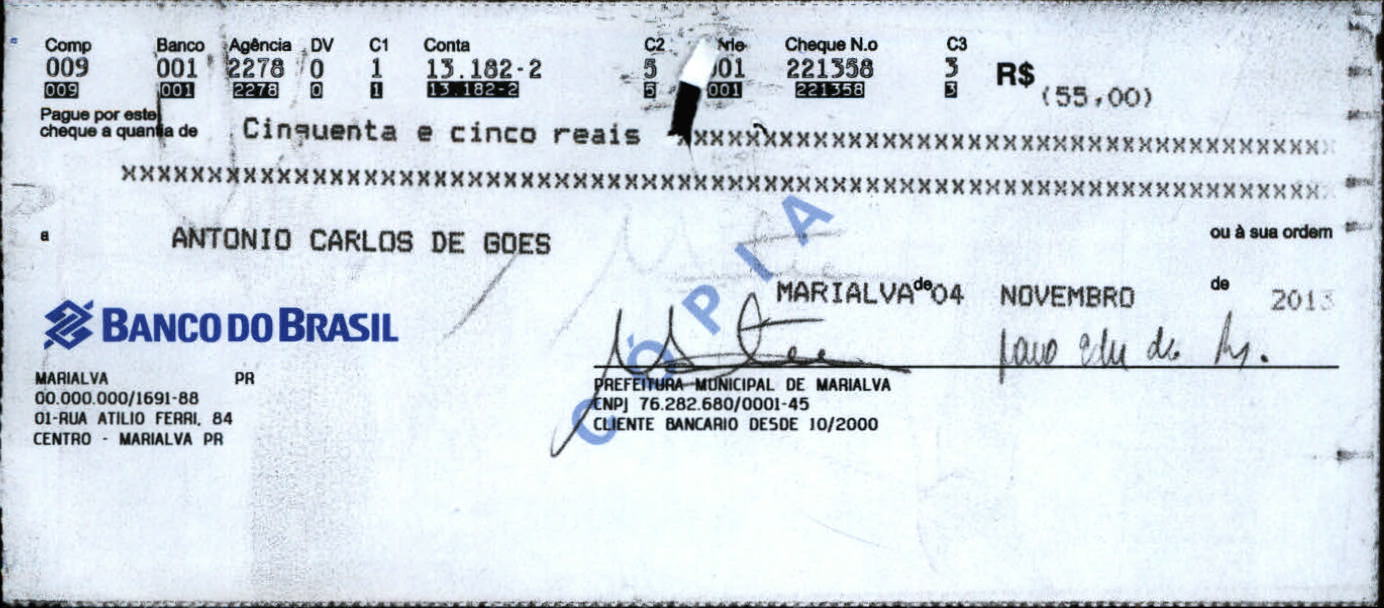 Comp Banco Agência DV C1 Conta C2 Cheque N.o C3
009 001 2278 0 1 13.182-2 5 001 221358 3 R$ (55,00)
009 001 2278 0 1 13.182-2 5 001 221358 3
Pague por este
cheque a quantia de Cinquenta e cinco reais xxxxxxxxxxxxxxxxxxxxxxxxxxxxxxxxxxxxxx
xxxxxxxxxxxxxxxxxxxxxxxxxxxxxxxxxxxxxxxxxxxxxxxxxxxxxxxxxxxxxxxxxxxxxx
a ANTONIO CARLOS DE GOES ou à sua ordem
MARIALVA de 04 NOVEMBRO de 2013
CÓPIA
BANCO DO BRASIL
MARIALVA PR
00.000.000/1691-88
01-RUA ATILIO FERRI, 84
CENTRO - MARIALVA PR
PREFEITURA MUNICIPAL DE MARIALVA
CNPJ 76.282.680/0001-45
CLIENTE BANCARIO DESDE 10/2000